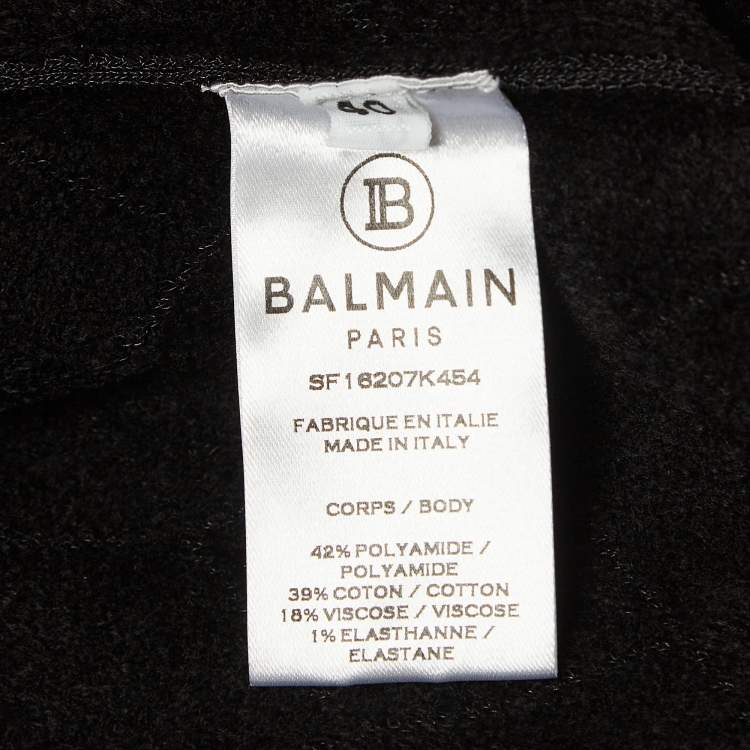 40
B
BALMAIN
PARIS
SF16207K454
FABRIQUE EN ITALIE
MADE IN ITALY
CORPS / BODY
42% POLYAMIDE /
POLYAMIDE
39% COTON / COTTON
18% VISCOSE / VISCOSE
1% ELASTHANNE /
ELASTANE